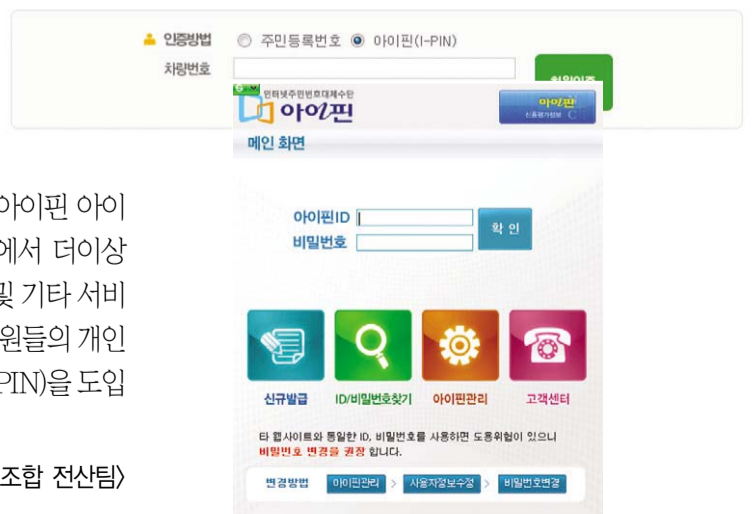 인증방법 주민등록번호 아이핀(I-PIN)
차량번호
인터넷주민번호대체수단
아이핀
아이핀
신용평가정보
메인 화면
아이핀 아이
에서 더이상
및 기타 서비
원들의 개인
PIN)을 도입
조합 전산팀〉
아이핀ID
비밀번호
확 인
신규발급 ID/비밀번호찾기 아이핀관리 고객센터
타 웹사이트와 동일한 ID, 비밀번호를 사용하면 도용위험이 있으니
비밀번호 변경을 권장 합니다.
변경방법 아이핀관리 > 사용자정보수정 > 비밀번호변경